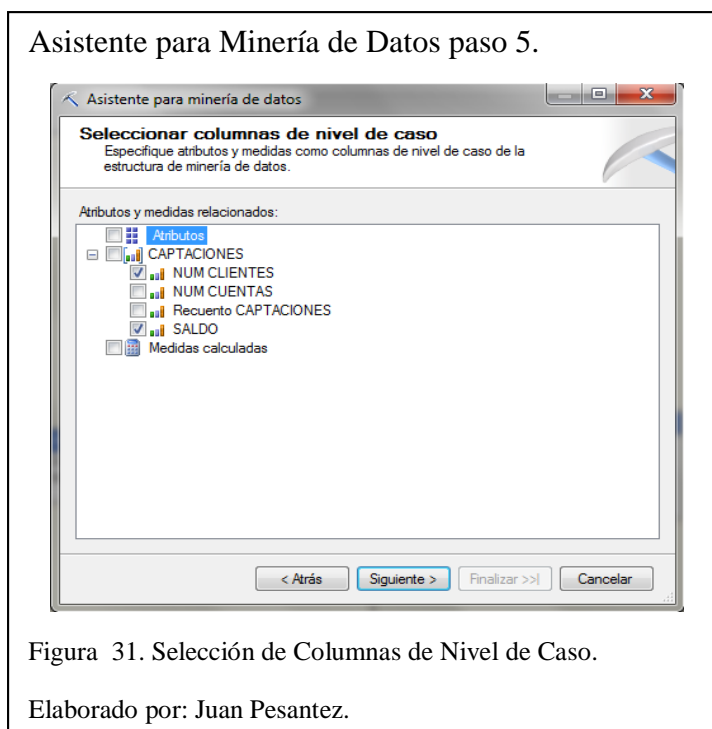 Asistente para Minería de Datos paso 5.
Asistente para minería de datos
Seleccionar columnas de nivel de caso
Especifique atributos y medidas como columnas de nivel de caso de la
estructura de minería de datos.
Atributos y medidas relacionados:
Atributos
CAPTACIONES
NUM CLIENTES
NUM CUENTAS
Recuento CAPTACIONES
SALDO
Medidas calculadas
< Atrás
Siguiente >
Finalizar >>|
Cancelar
Figura 31. Selección de Columnas de Nivel de Caso.
Elaborado por: Juan Pesantez.